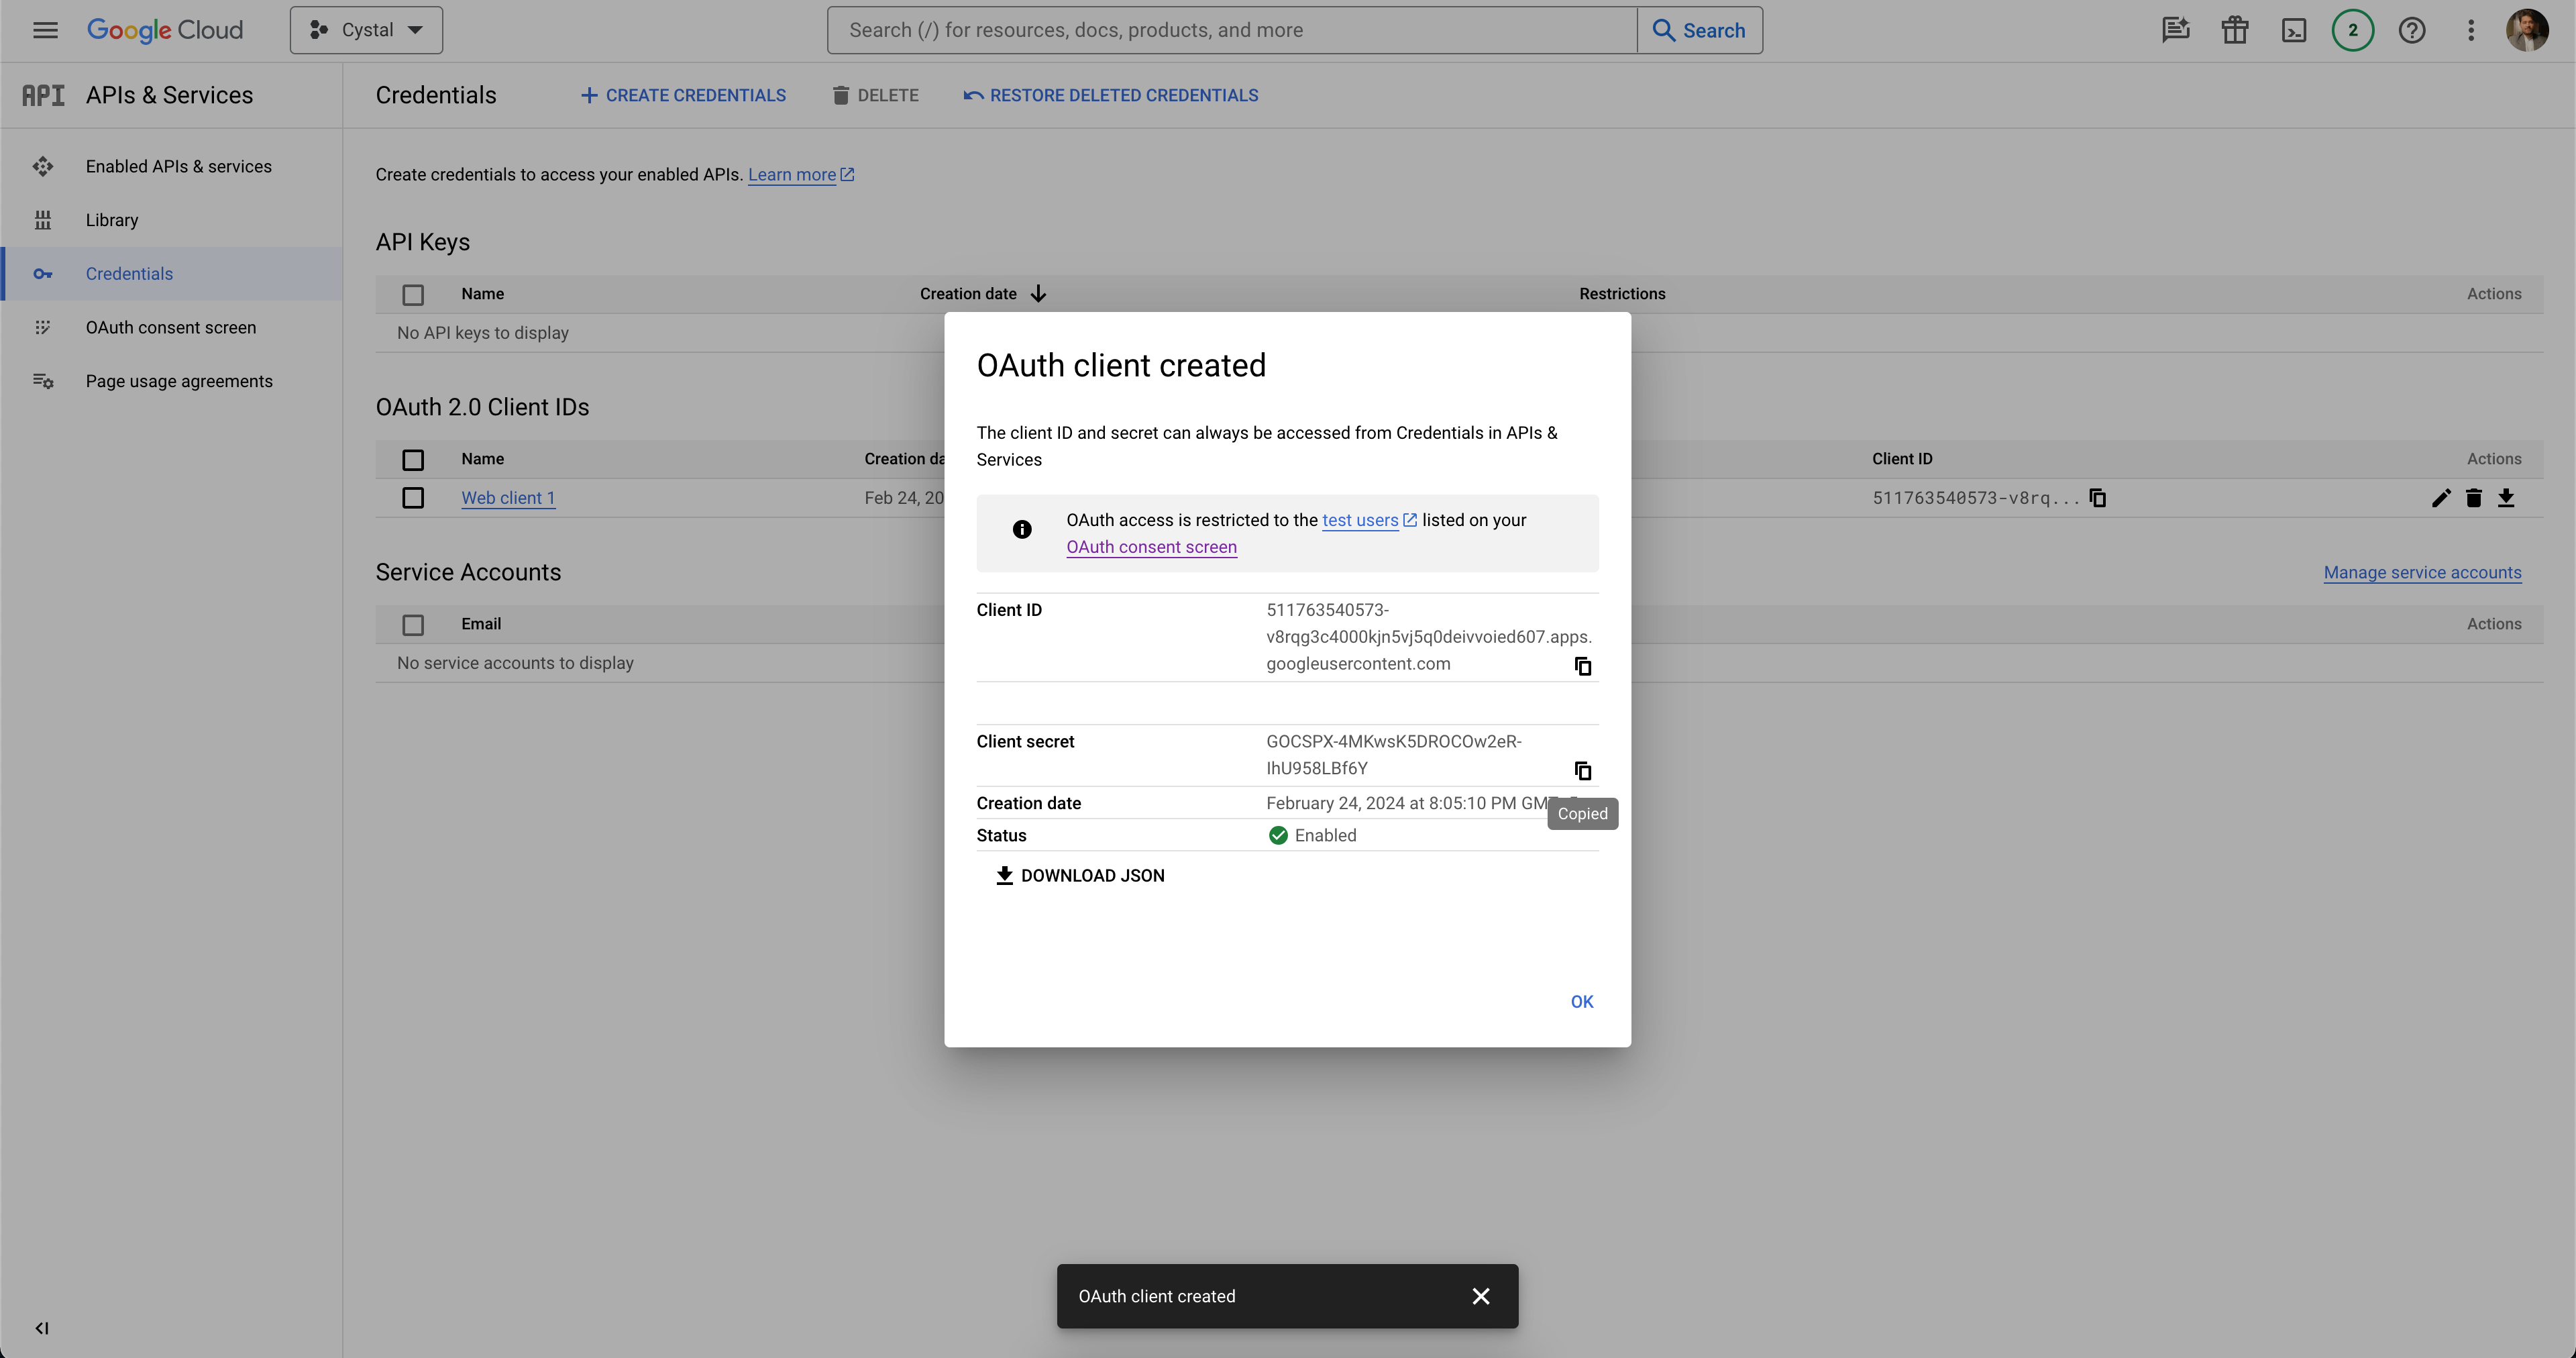 Google Cloud
Cystal
Search (/) for resources, docs, products, and more
Search
2
API
APIs & Services
Credentials
CREATE CREDENTIALS
DELETE
RESTORE DELETED CREDENTIALS
Enabled APIs & services
Library
Credentials
OAuth consent screen
Page usage agreements
Create credentials to access your enabled APIs. Learn more
API Keys
Name
Creation date
Restrictions
Actions
No API keys to display
OAuth 2.0 Client IDs
Name
Creation da
Client ID
Actions
Web client 1
Feb 24, 20
511763540573-v8rq...
Service Accounts
Manage service accounts
Email
Actions
No service accounts to display
OAuth client created
The client ID and secret can always be accessed from Credentials in APIs &
Services
OAuth access is restricted to the test users listed on your
OAuth consent screen
Client ID
511763540573-
v8rqg3c4000kjn5vj5q0deivvoied607.apps.
googleusercontent.com
Client secret
GOCSPX-4MKwsK5DROCOw2eR-
IhU958LBf6Y
Creation date
February 24, 2024 at 8:05:10 PM
Copied
Status
Enabled
DOWNLOAD JSON
OK
OAuth client created